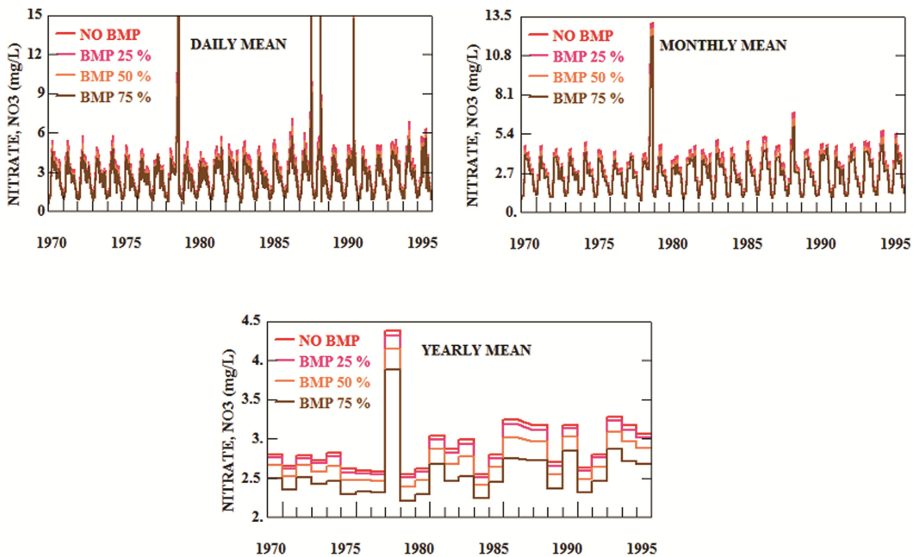 NITRATE, NO3 (mg/L)
15
12
9
6
3
0
NO BMP
BMP 25 %
BMP 50 %
BMP 75 %
DAILY MEAN
1970 1975 1980 1985 1990 1995
NITRATE, NO3 (mg/L)
13.5
10.8
8.1
5.4
2.7
0.
NO BMP
BMP 25 %
BMP 50 %
BMP 75 %
MONTHLY MEAN
1970 1975 1980 1985 1990 1995
NITRATE, NO3 (mg/L)
4.5
4.
3.5
3.
2.5
2.
NO BMP
BMP 25 %
BMP 50 %
BMP 75 %
YEARLY MEAN
1970 1975 1980 1985 1990 1995